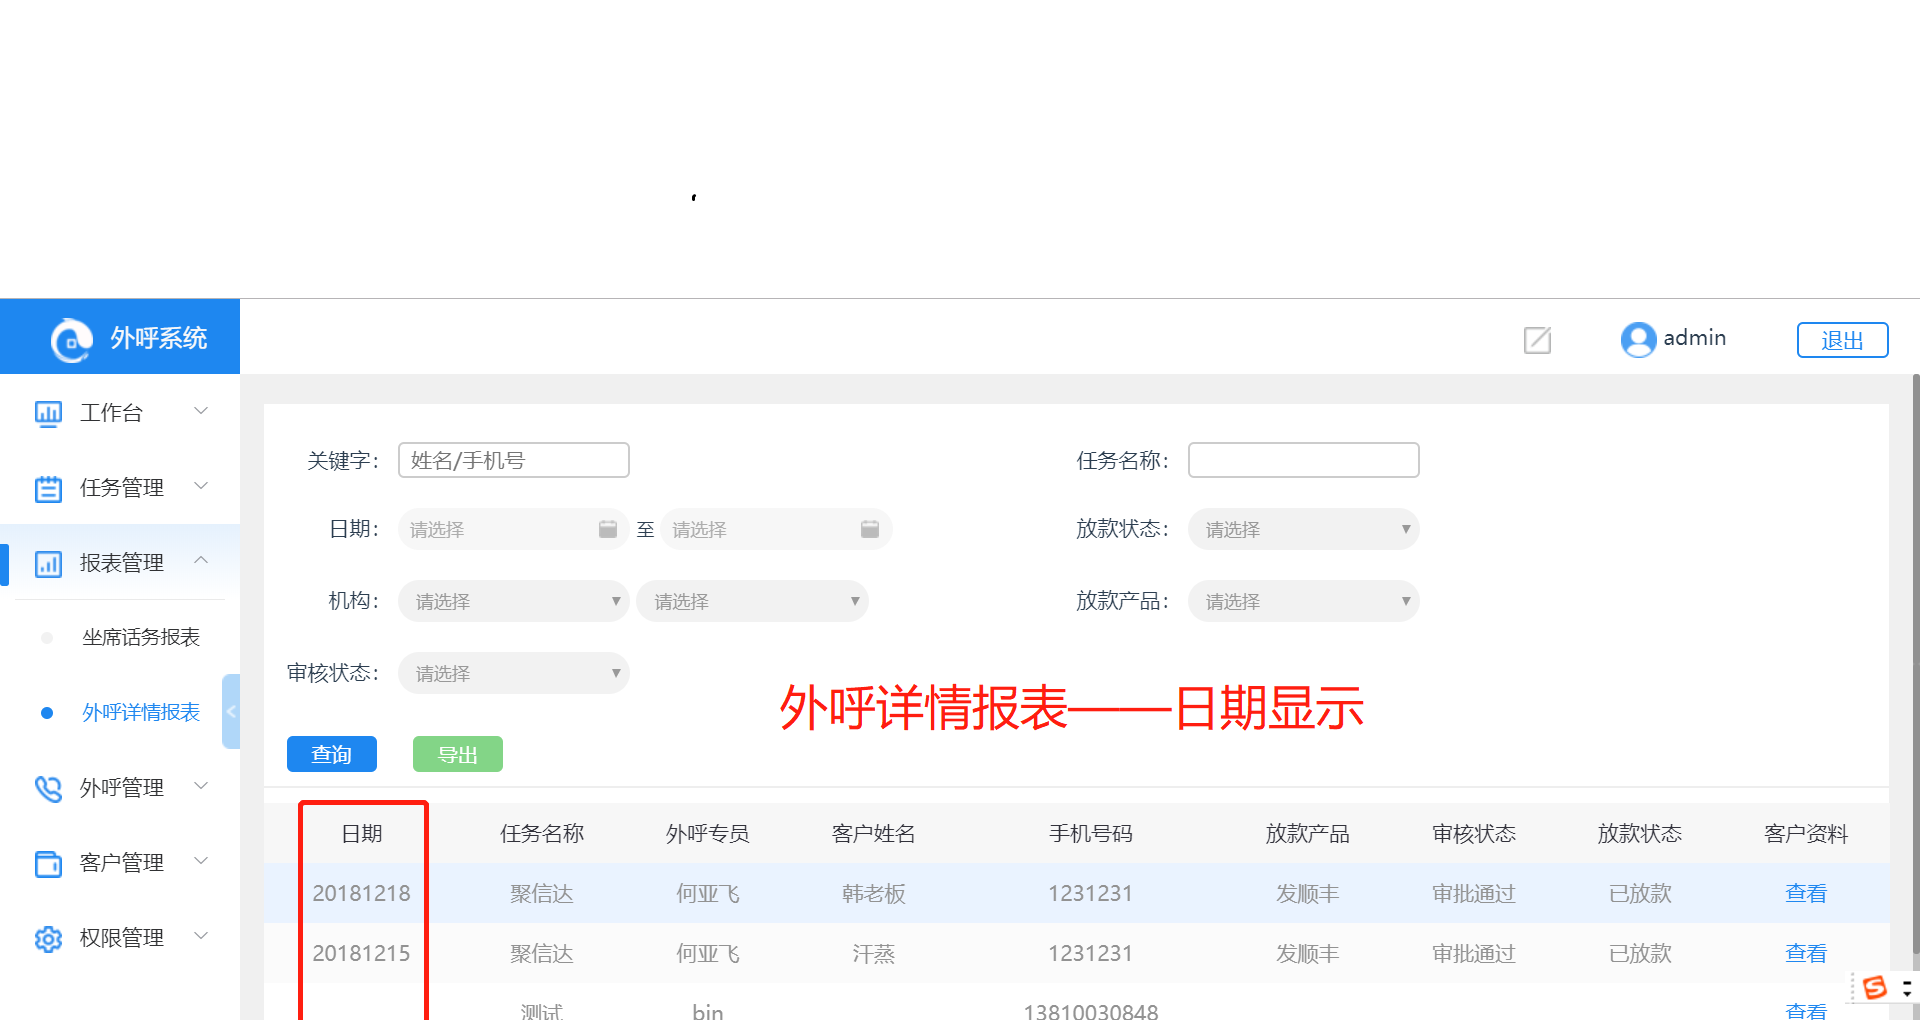 外呼系统
admin
退出
工作台
任务管理
报表管理
坐席话务报表
外呼详情报表
外呼管理
客户管理
权限管理
关键字： 姓名/手机号 任务名称：
日期： 请选择 至 请选择 放款状态： 请选择
机构： 请选择 请选择 放款产品： 请选择
审核状态： 请选择
外呼详情报表——日期显示
查询 导出
日期 任务名称 外呼专员 客户姓名 手机号码 放款产品 审核状态 放款状态 客户资料
20181218 聚信达 何亚飞 韩老板 1231231 发顺丰 审批通过 已放款 查看
20181215 聚信达 何亚飞 汗蒸 1231231 发顺丰 审批通过 已放款 查看
测试 bin 13810030848 查看